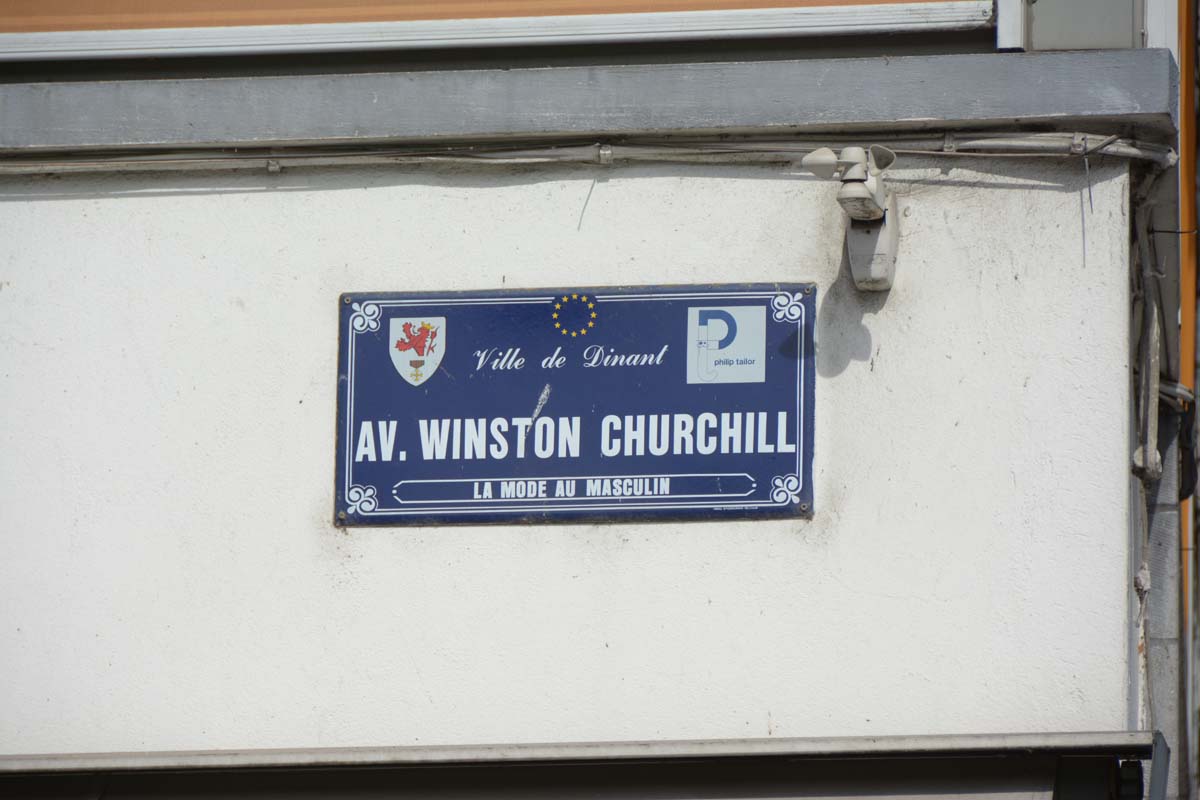 Ville de Dinant
philip tailor
AV. WINSTON CHURCHILL
LA MODE AU MASCULIN